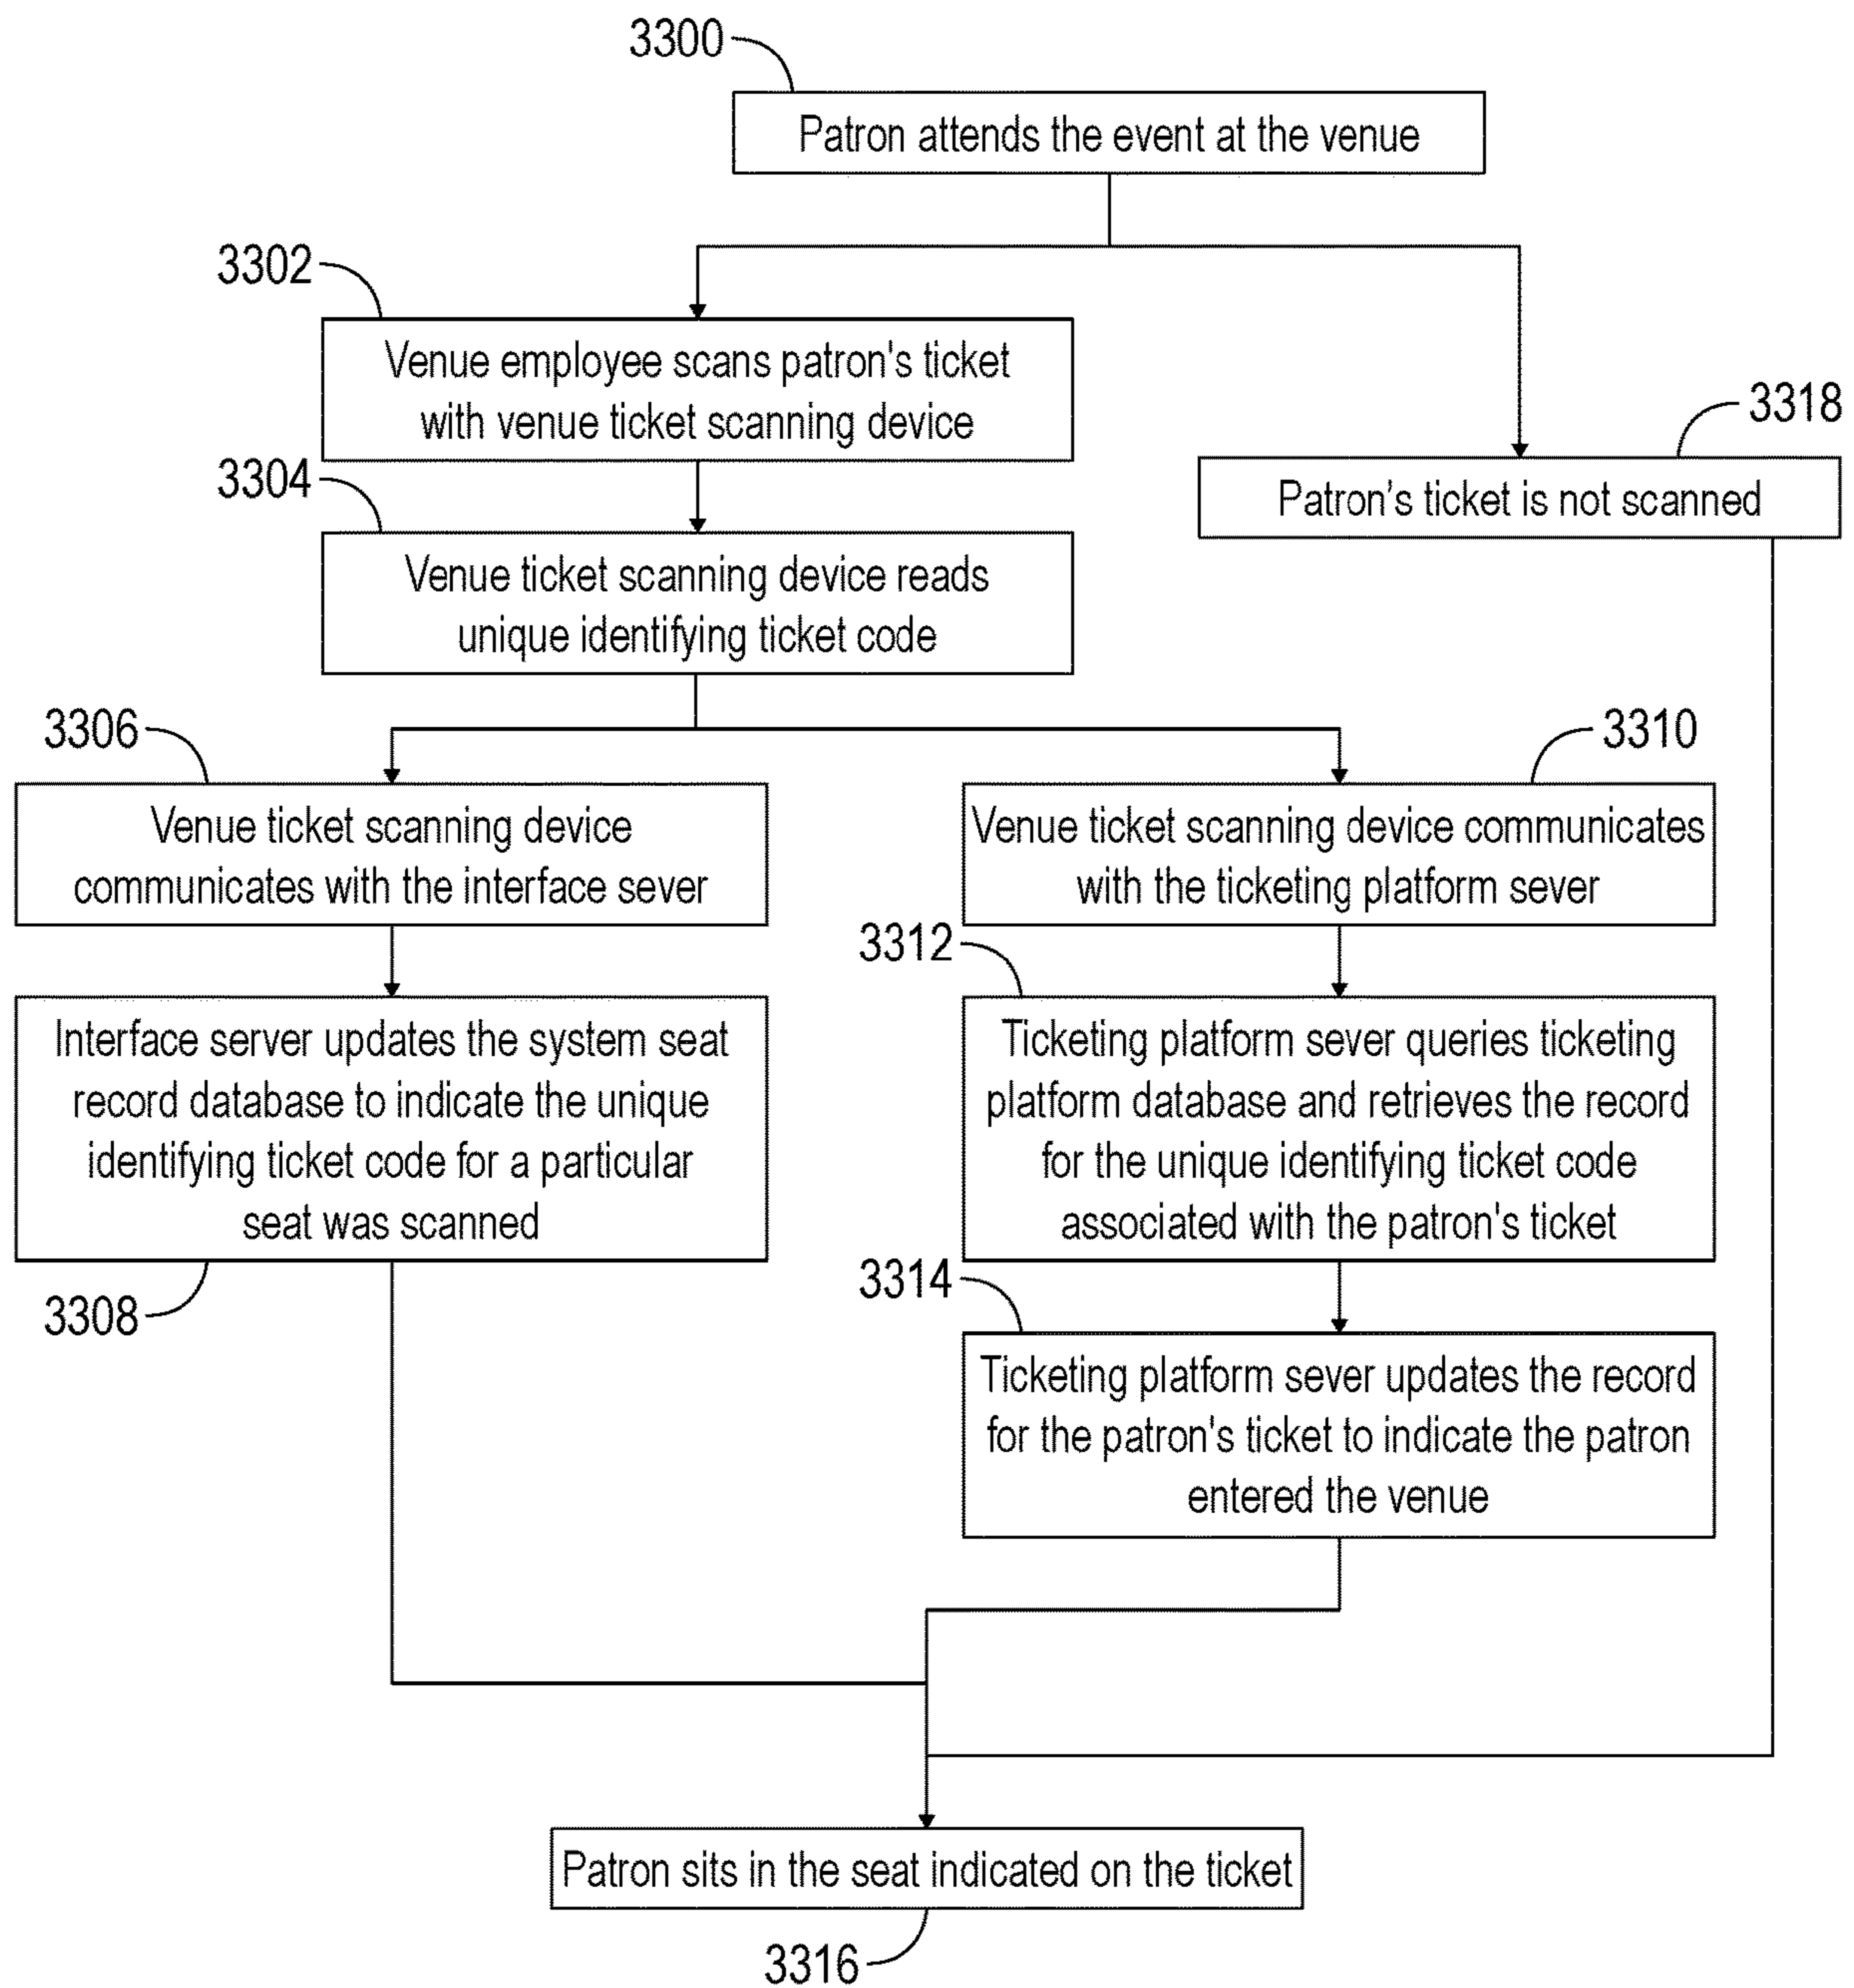 3300
Patron attends the event at the venue
3302
Venue employee scans patron's ticket
with venue ticket scanning device
3318
Patron's ticket is not scanned
3304
Venue ticket scanning device reads
unique identifying ticket code
3306
Venue ticket scanning device
communicates with the interface sever
3310
Venue ticket scanning device communicates
with the ticketing platform sever
Interface server updates the system seat
record database to indicate the unique
identifying ticket code for a particular
seat was scanned
3308
3312
Ticketing platform sever queries ticketing
platform database and retrieves the record
for the unique identifying ticket code
associated with the patron's ticket
3314
Ticketing platform sever updates the record
for the patron's ticket to indicate the patron
entered the venue
Patron sits in the seat indicated on the ticket
3316